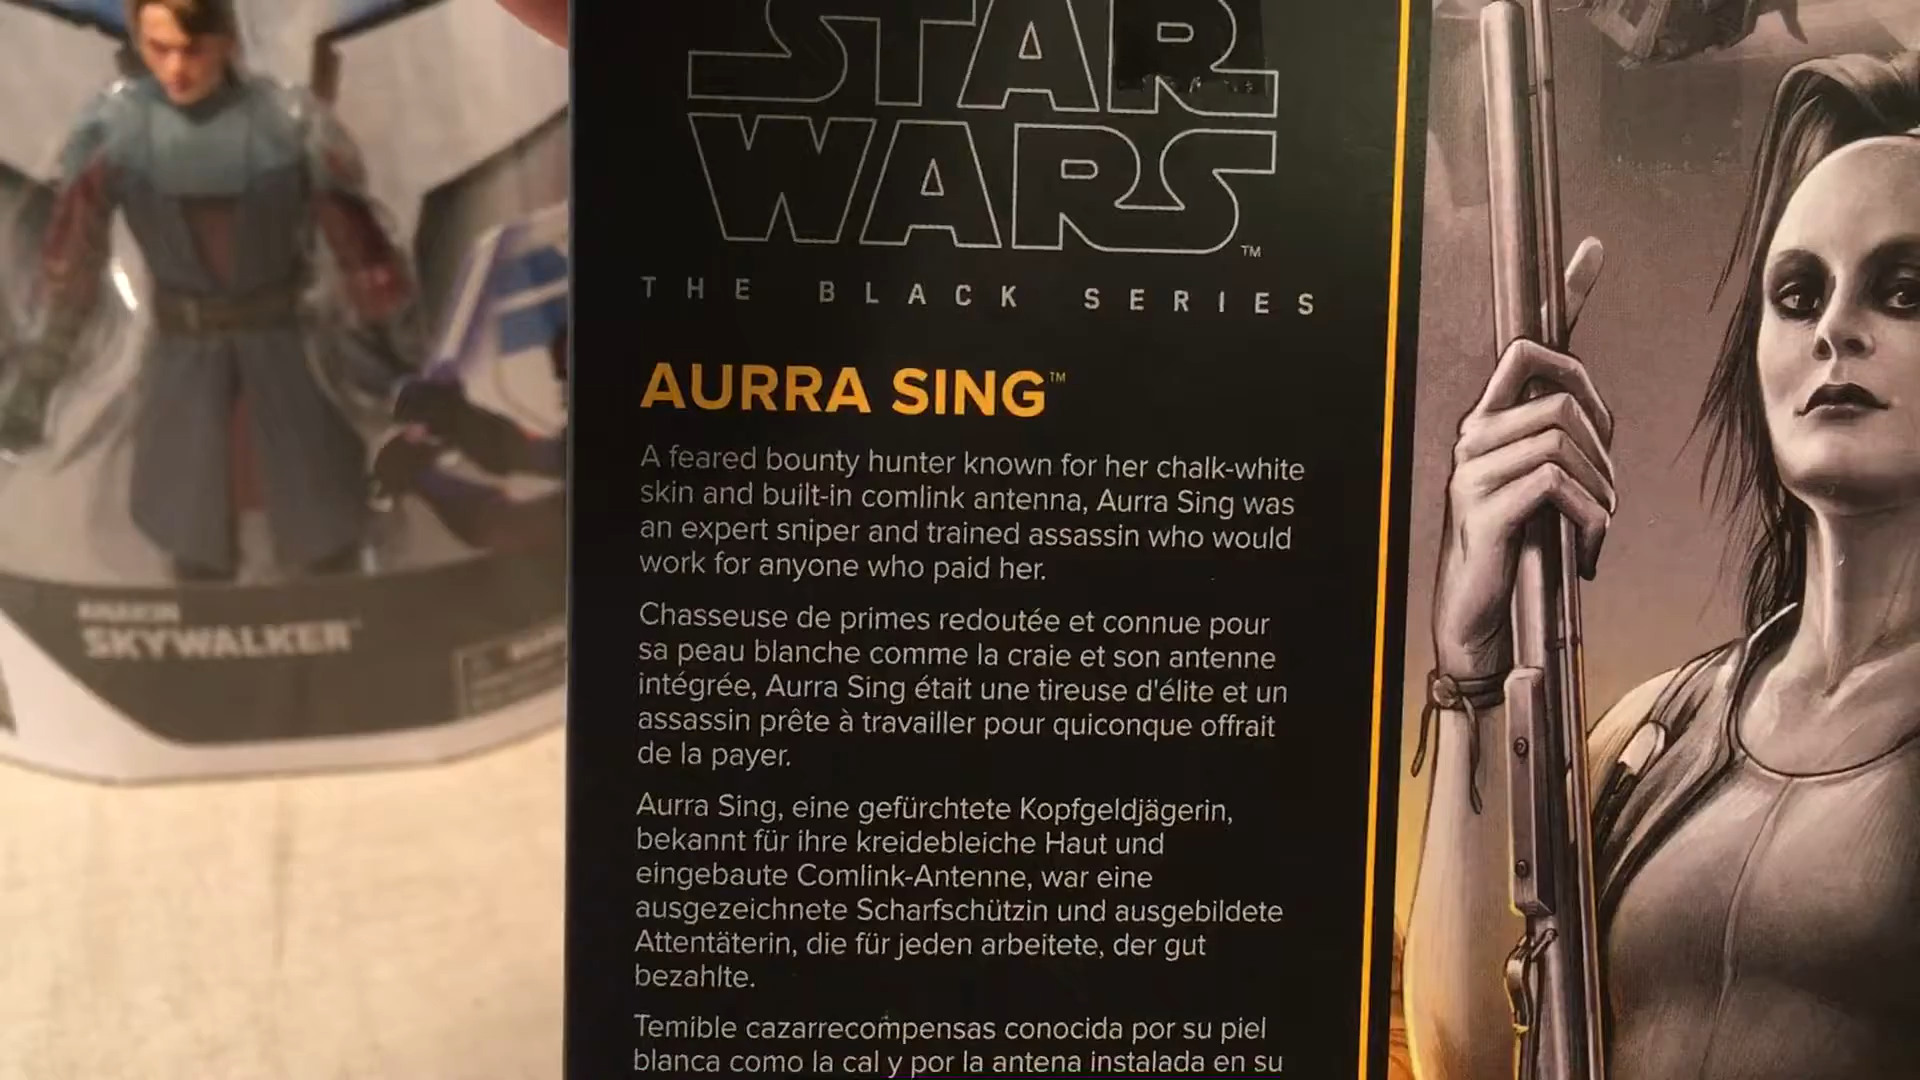 STAR
WARS™
THE BLACK SERIES
AURRA SING™
A feared bounty hunter known for her chalk-white
skin and built-in comlink antenna, Aurra Sing was
an expert sniper and trained assassin who would
work for anyone who paid her.
Chasseuse de primes redoutée et connue pour
sa peau blanche comme la craie et son antenne
intégrée, Aurra Sing était une tireuse d'élite et un
assassin prête à travailler pour quiconque offrait
de la payer.
Aurra Sing, eine gefürchtete Kopfgeldjägerin,
bekannt für ihre kreidebleiche Haut und
eingebaute Comlink-Antenne, war eine
ausgezeichnete Scharfschützin und ausgebildete
Attentäterin, die für jeden arbeitete, der gut
bezahlte.
Temible cazarrecompensas conocida por su piel
blanca como la cal y por la antena instalada en su
ANAKIN
SKYWALKER